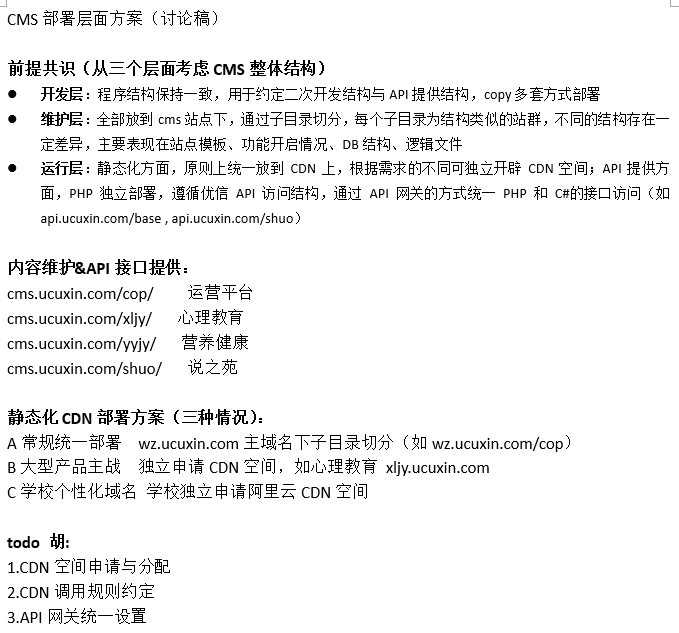 CMS 部署层面方案（讨论稿）
前提共识（从三个层面考虑 CMS 整体结构）
● 开发层：程序结构保持一致，用于约定二次开发结构与 API 提供结构，copy 多套方式部署
● 维护层：全部放到 cms 站点下，通过子目录切分，每个子目录为结构类似的站群，不同的结构存在一
定差异，主要表现在站点模板、功能开启情况、DB 结构、逻辑文件
● 运行层：静态化方面，原则上统一放到 CDN 上，根据需求的不同可独立开辟 CDN 空间；API 提供方
面，PHP 独立部署，遵循优信 API 访问结构，通过 API 网关的方式统一 PHP 和 C#的接口访问（如
api.ucuxin.com/base , api.ucuxin.com/shuo）
内容维护&API 接口提供：
cms.ucuxin.com/cop/ 运营平台
cms.ucuxin.com/xljy/ 心理教育
cms.ucuxin.com/yyjy/ 营养健康
cms.ucuxin.com/shuo/ 说之苑
静态化 CDN 部署方案（三种情况）：
A 常规统一部署 wz.ucuxin.com 主域名下子目录切分（如 wz.ucuxin.com/cop）
B 大型产品主战 独立申请 CDN 空间，如心理教育 xljy.ucuxin.com
C 学校个性化域名 学校独立申请阿里云 CDN 空间
todo 胡:
1.CDN 空间申请与分配
2.CDN 调用规则约定
3.API 网关统一设置